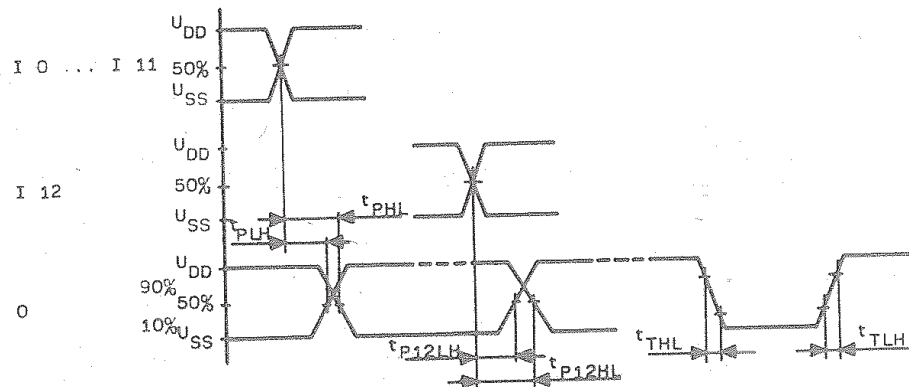 U_DD
I 0 ... I 11 50%
U_SS
U_DD
50%
I 12
U_SS
t_PHL
t_PLH
U_DD
90%
O 50%
10% U_SS
t_P12LH
t_P12HL
t_THL
t_TLH